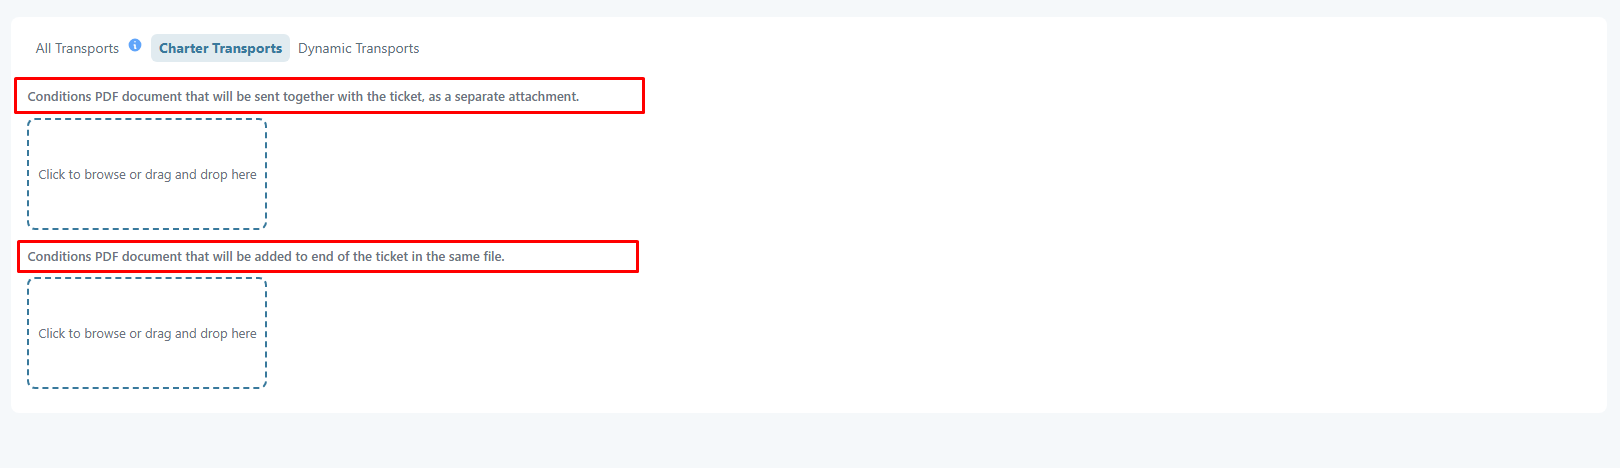 All Transports Charter Transports Dynamic Transports
Conditions PDF document that will be sent together with the ticket, as a separate attachment.
Click to browse or drag and drop here
Conditions PDF document that will be added to end of the ticket in the same file.
Click to browse or drag and drop here